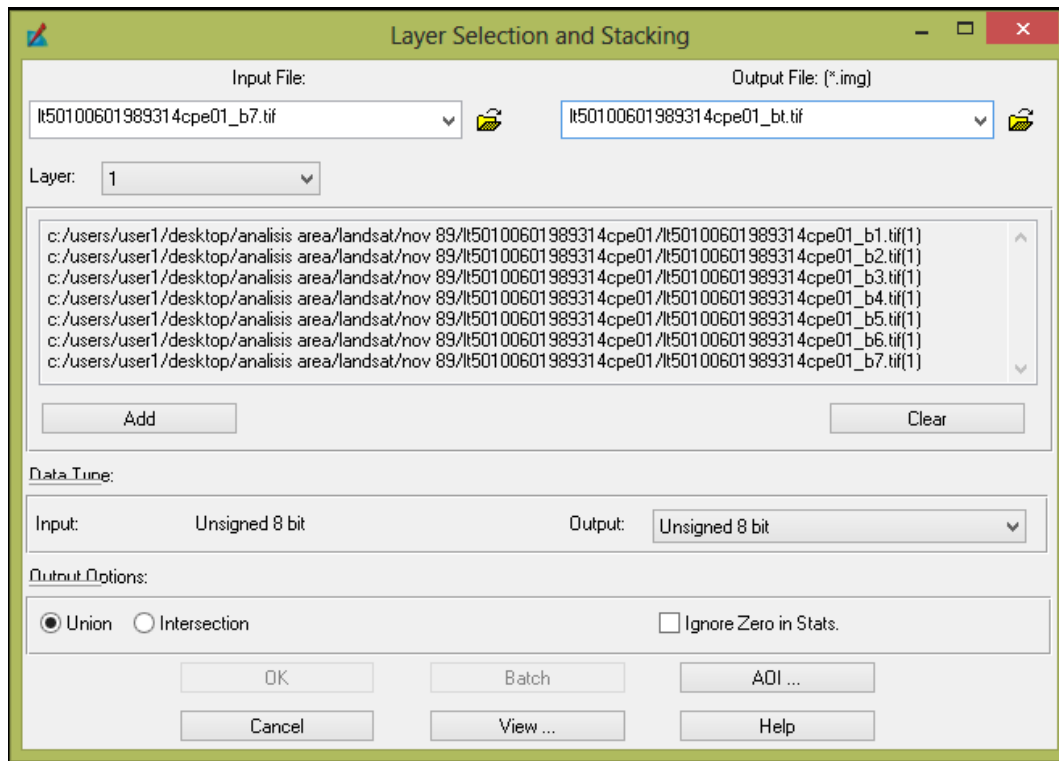 Layer Selection and Stacking
Input File: Output File: (*.img)
lt50100601989314cpe01_b7.tif lt50100601989314cpe01_bt.tif
Layer: 1
c:/users/user1/desktop/analisis area/landsat/nov 89/lt50100601989314cpe01/lt50100601989314cpe01_b1.tif(1)
c:/users/user1/desktop/analisis area/landsat/nov 89/lt50100601989314cpe01/lt50100601989314cpe01_b2.tif(1)
c:/users/user1/desktop/analisis area/landsat/nov 89/lt50100601989314cpe01/lt50100601989314cpe01_b3.tif(1)
c:/users/user1/desktop/analisis area/landsat/nov 89/lt50100601989314cpe01/lt50100601989314cpe01_b4.tif(1)
c:/users/user1/desktop/analisis area/landsat/nov 89/lt50100601989314cpe01/lt50100601989314cpe01_b5.tif(1)
c:/users/user1/desktop/analisis area/landsat/nov 89/lt50100601989314cpe01/lt50100601989314cpe01_b6.tif(1)
c:/users/user1/desktop/analisis area/landsat/nov 89/lt50100601989314cpe01/lt50100601989314cpe01_b7.tif(1)
Add Clear
Data Type:
Input: Unsigned 8 bit Output: Unsigned 8 bit
Output Options:
Union Intersection Ignore Zero in Stats.
OK Batch AOI ...
Cancel View ... Help